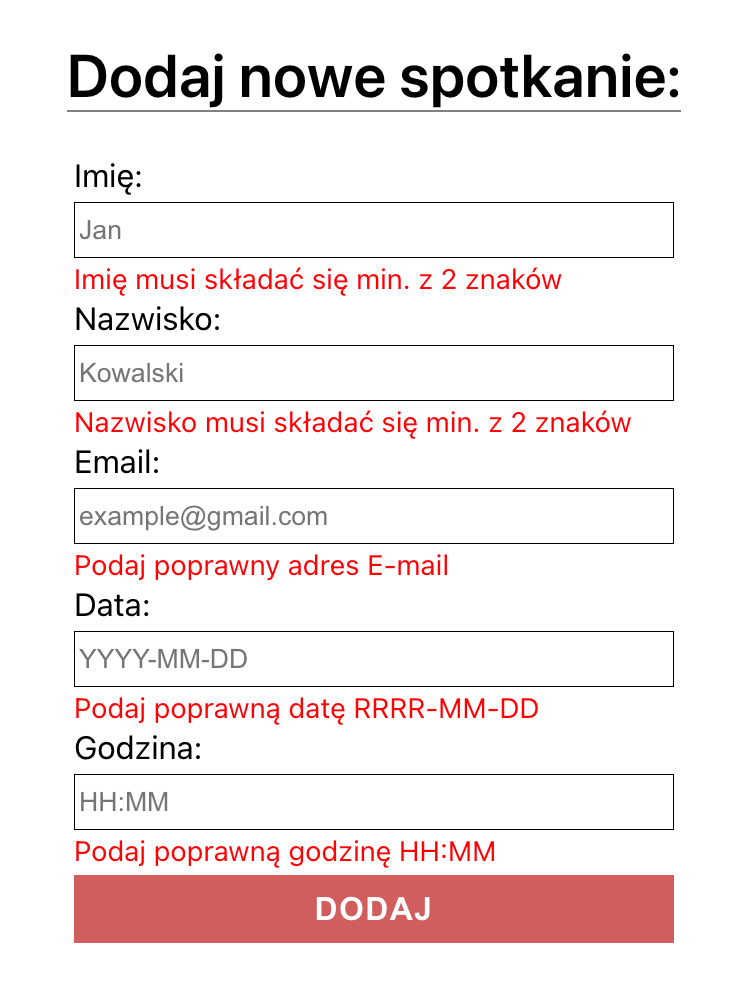 Dodaj nowe spotkanie:
Imię:
Jan
Imię musi składać się min. z 2 znaków
Nazwisko:
Kowalski
Nazwisko musi składać się min. z 2 znaków
Email:
example@gmail.com
Podaj poprawny adres E-mail
Data:
YYYY-MM-DD
Podaj poprawną datę RRRR-MM-DD
Godzina:
HH:MM
Podaj poprawną godzinę HH:MM
DODAJ